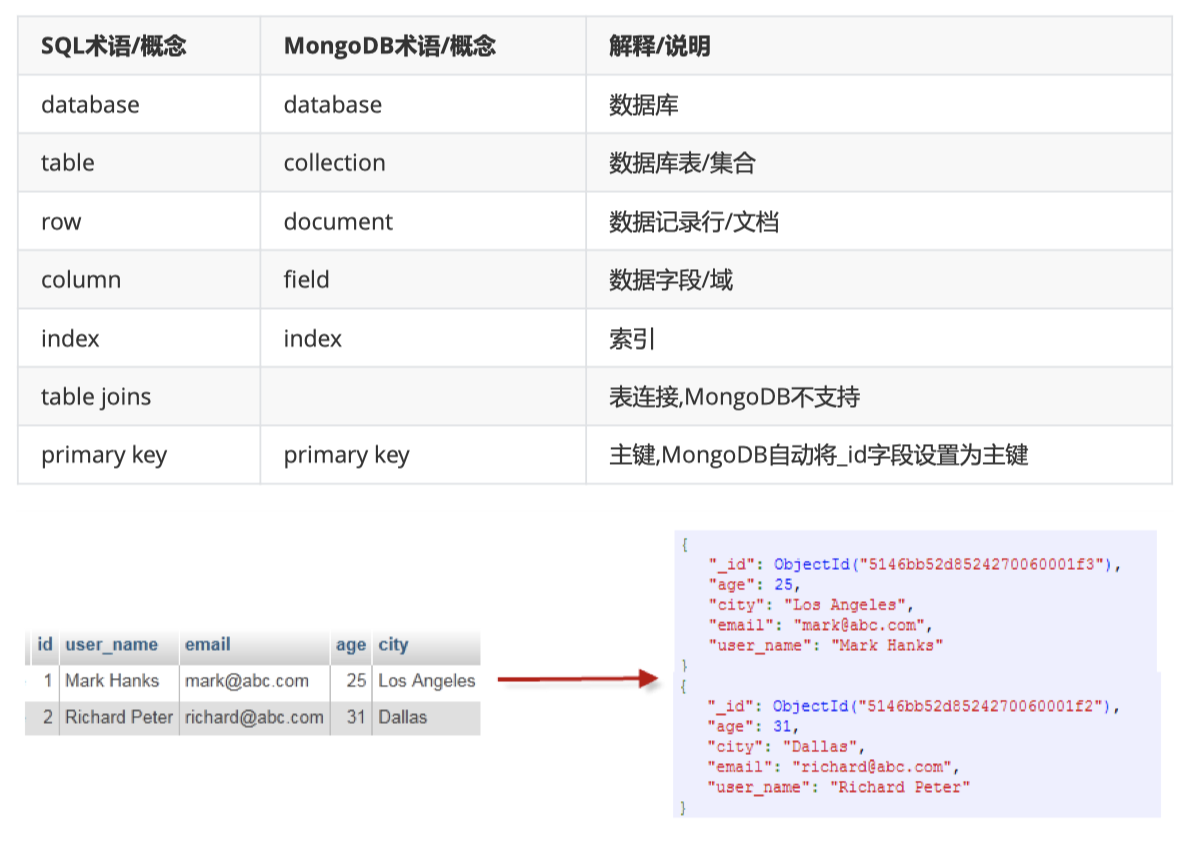 SQL术语/概念 MongoDB术语/概念 解释/说明
database database 数据库
table collection 数据库表/集合
row document 数据记录行/文档
column field 数据字段/域
index index 索引
table joins 表连接,MongoDB不支持
primary key primary key 主键,MongoDB自动将_id字段设置为主键
id user_name email age city
1 Mark Hanks mark@abc.com 25 Los Angeles
2 Richard Peter richard@abc.com 31 Dallas
{
"_id": ObjectId("5146bb52d8524270060001f3"),
"age": 25,
"city": "Los Angeles",
"email": "mark@abc.com",
"user_name": "Mark Hanks"
}
{
"_id": ObjectId("5146bb52d8524270060001f2"),
"age": 31,
"city": "Dallas",
"email": "richard@abc.com",
"user_name": "Richard Peter"
}